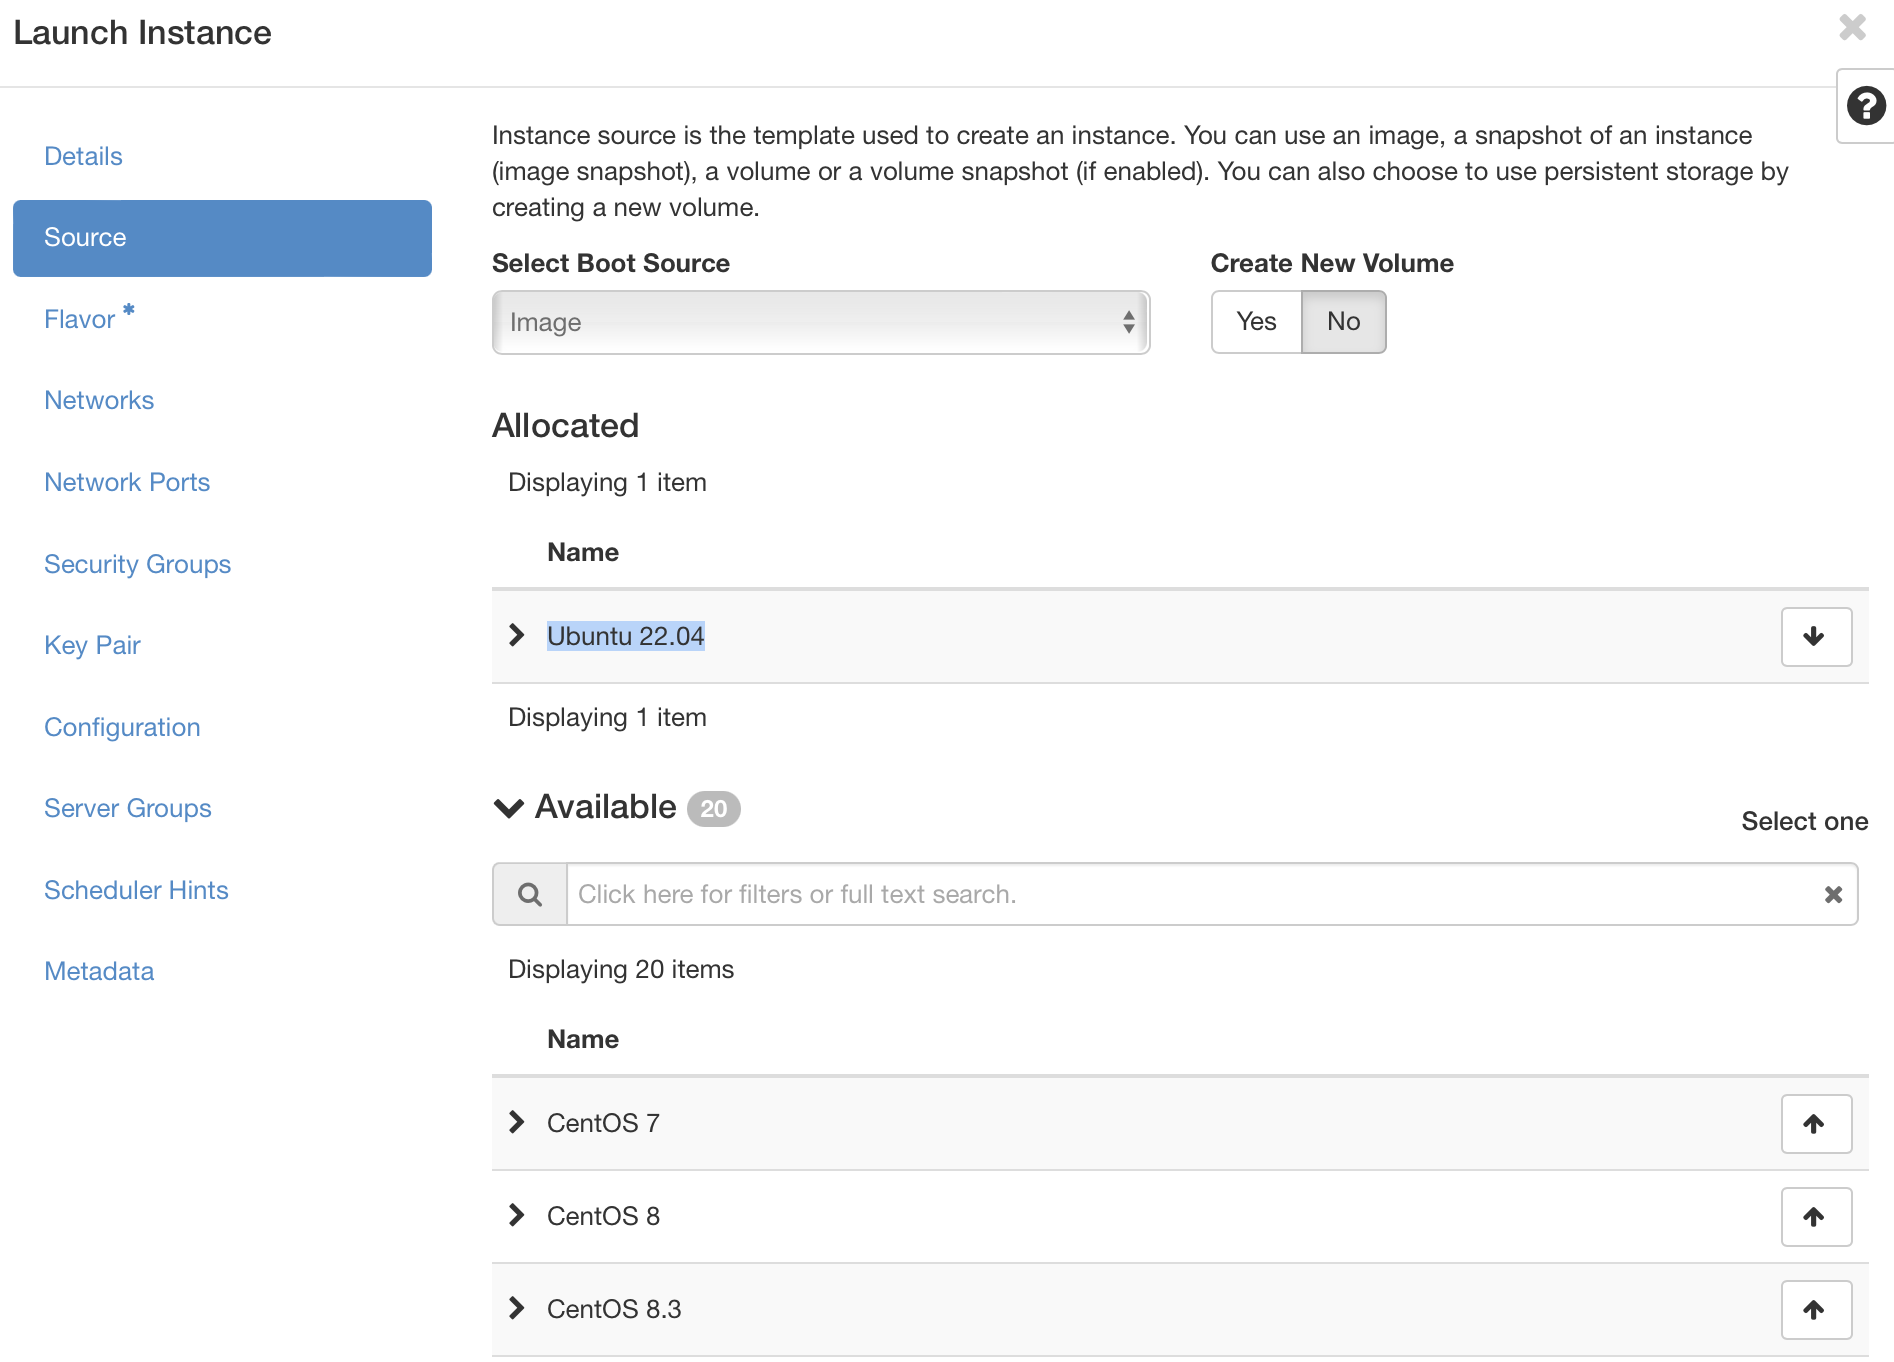 Launch Instance
Details
Source
Flavor *
Networks
Network Ports
Security Groups
Key Pair
Configuration
Server Groups
Scheduler Hints
Metadata
Instance source is the template used to create an instance. You can use an image, a snapshot of an instance
(image snapshot), a volume or a volume snapshot (if enabled). You can also choose to use persistent storage by
creating a new volume.
Select Boot Source
Image
Create New Volume
Yes No
Allocated
Displaying 1 item
Name
Ubuntu 22.04
Displaying 1 item
Available 20
Select one
Click here for filters or full text search.
Displaying 20 items
Name
CentOS 7
CentOS 8
CentOS 8.3